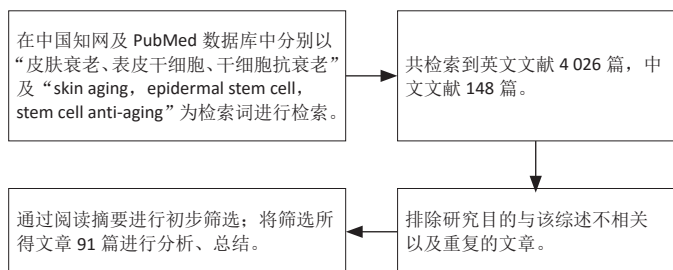 在中国知网及 PubMed 数据库中分别以
“皮肤衰老、表皮干细胞、干细胞抗衰老”
及“skin aging，epidermal stem cell，
stem cell anti-aging”为检索词进行检索。
共检索到英文文献 4 026 篇，中
文文献 148 篇。
排除研究目的与该综述不相关
以及重复的文章。
通过阅读摘要进行初步筛选；将筛选所
得文章 91 篇进行分析、总结。